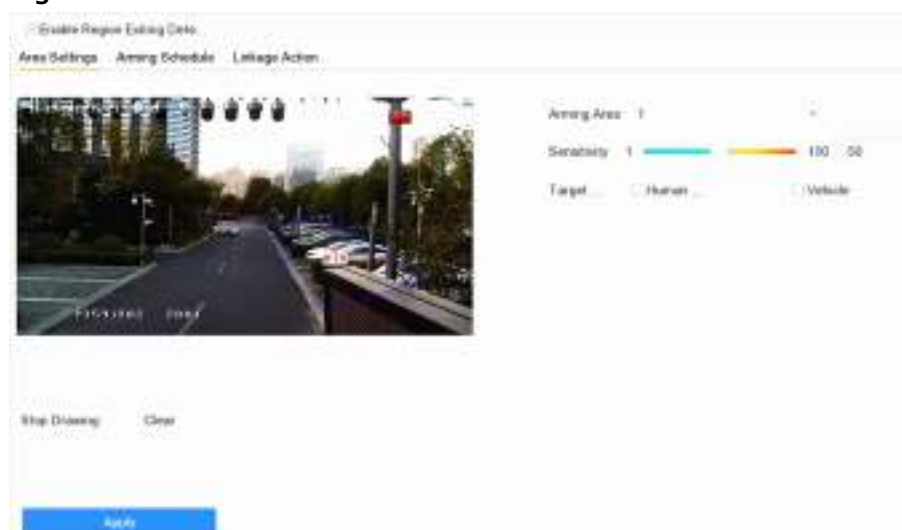 Enable Region Exiting Dete...
Area Settings Arming Schedule Linkage Action
Arming Area 1
Sensitivity 1 100 50
Target ... Human ... Vehicle
Stop Drawing Clear
Apply